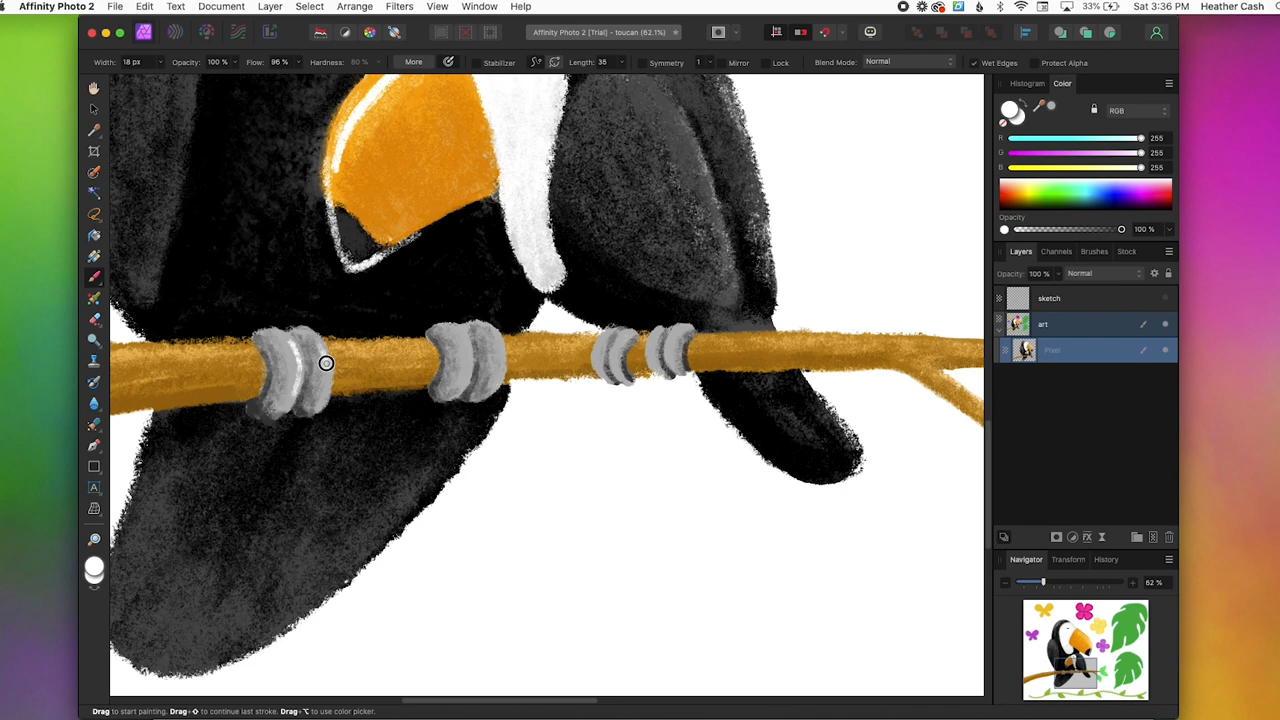 Affinity Photo 2 File Edit Text Document Layer Select Arrange Filters View Window Help 33% Sat 3:36 PM Heather Cash
Affinity Photo 2 [Trial] - toucan (62.1%)
Width: 18 px Opacity: 100 % Flow: 96 % Hardness: 80 % More Stabilizer Length: 35 Symmetry 1 Mirror Lock Blend Mode: Normal Wet Edges Protect Alpha
Histogram Color
RGB
R 255
G 255
B 255
Opacity
100 %
Layers Channels Brushes Stock
Opacity: 100 % Normal
sketch
art
Pixel
Navigator Transform History
62 %
Drag to start painting. Drag+⇧ to continue last stroke. Drag+⌥ to use color picker.